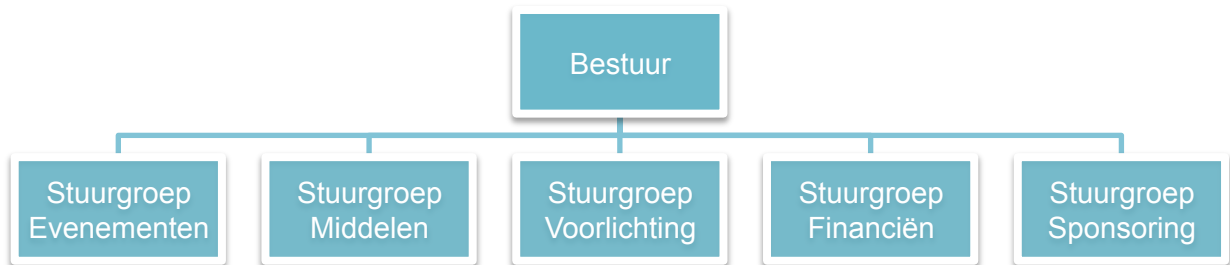 Bestuur
Stuurgroep
Evenementen
Stuurgroep
Middelen
Stuurgroep
Voorlichting
Stuurgroep
Financiën
Stuurgroep
Sponsoring